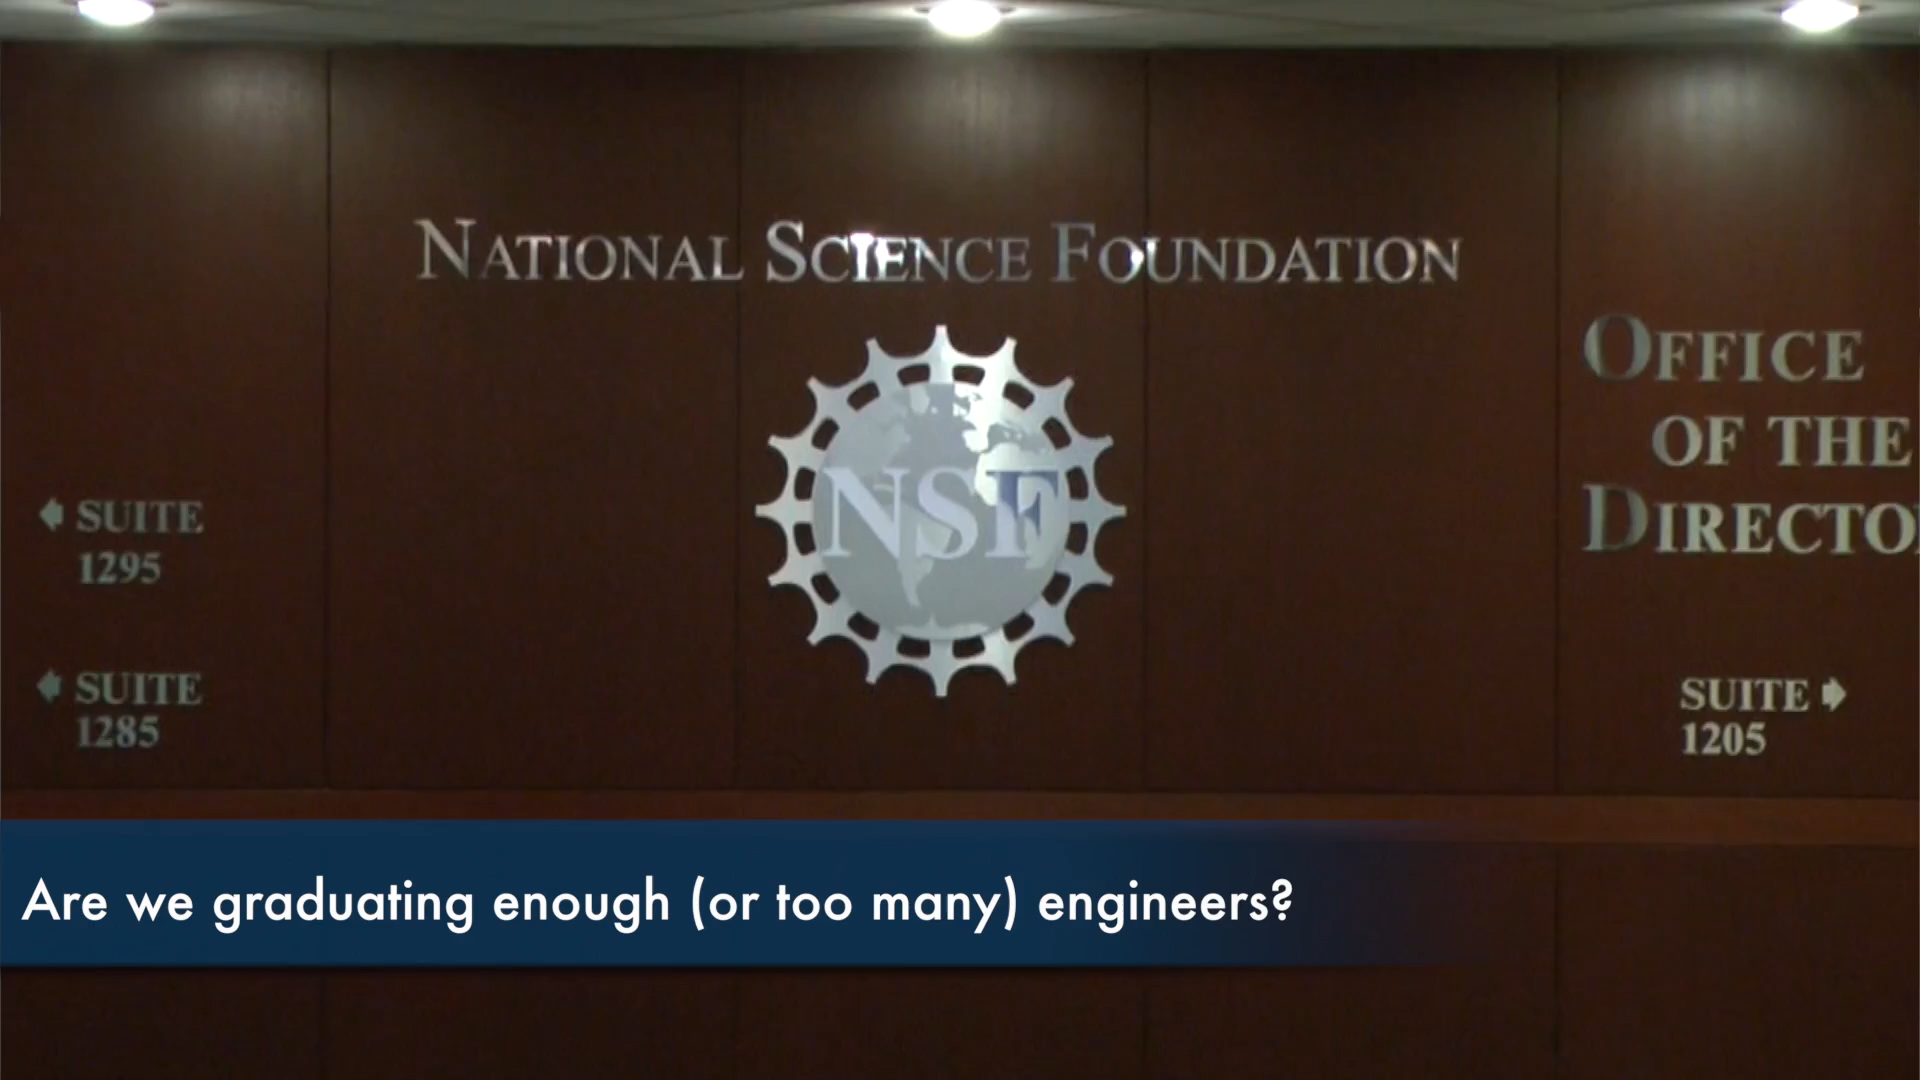 NATIONAL SCIENCE FOUNDATION
NSF
OFFICE
OF THE
DIRECTO
SUITE
1295
SUITE
1285
SUITE
1205
Are we graduating enough (or too many) engineers?